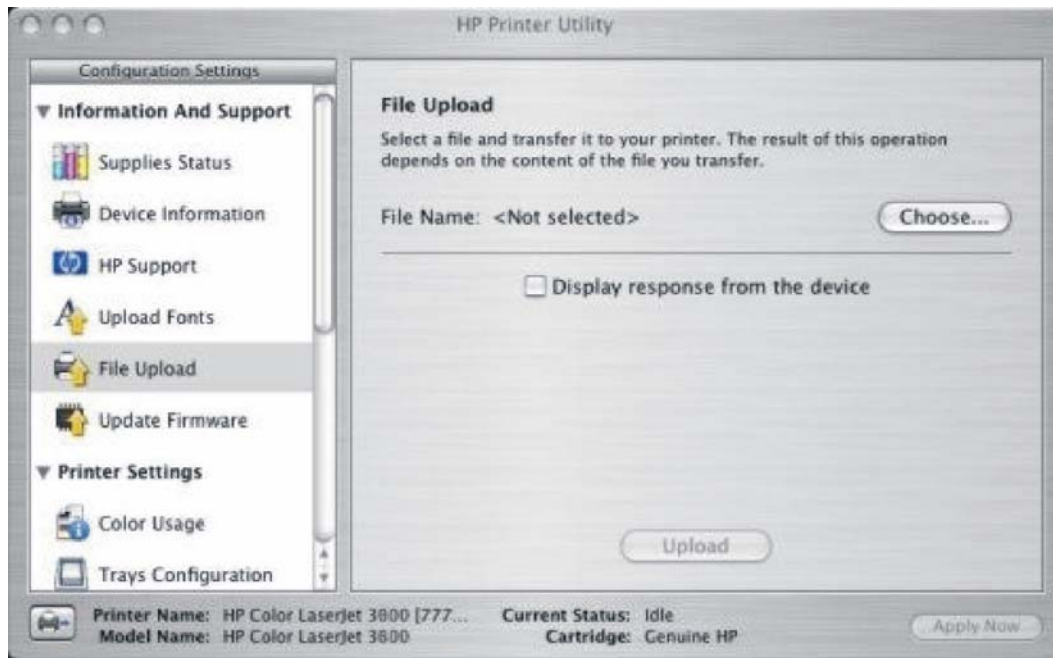 HP Printer Utility
Configuration Settings
Information And Support
Supplies Status
Device Information
HP Support
Upload Fonts
File Upload
Update Firmware
Printer Settings
Color Usage
Trays Configuration
File Upload
Select a file and transfer it to your printer. The result of this operation
depends on the content of the file you transfer.
File Name: <Not selected>
Choose...
Display response from the device
Upload
Printer Name: HP Color LaserJet 3800 [777...
Model Name: HP Color LaserJet 3800
Current Status: Idle
Cartridge: Genuine HP
Apply Now